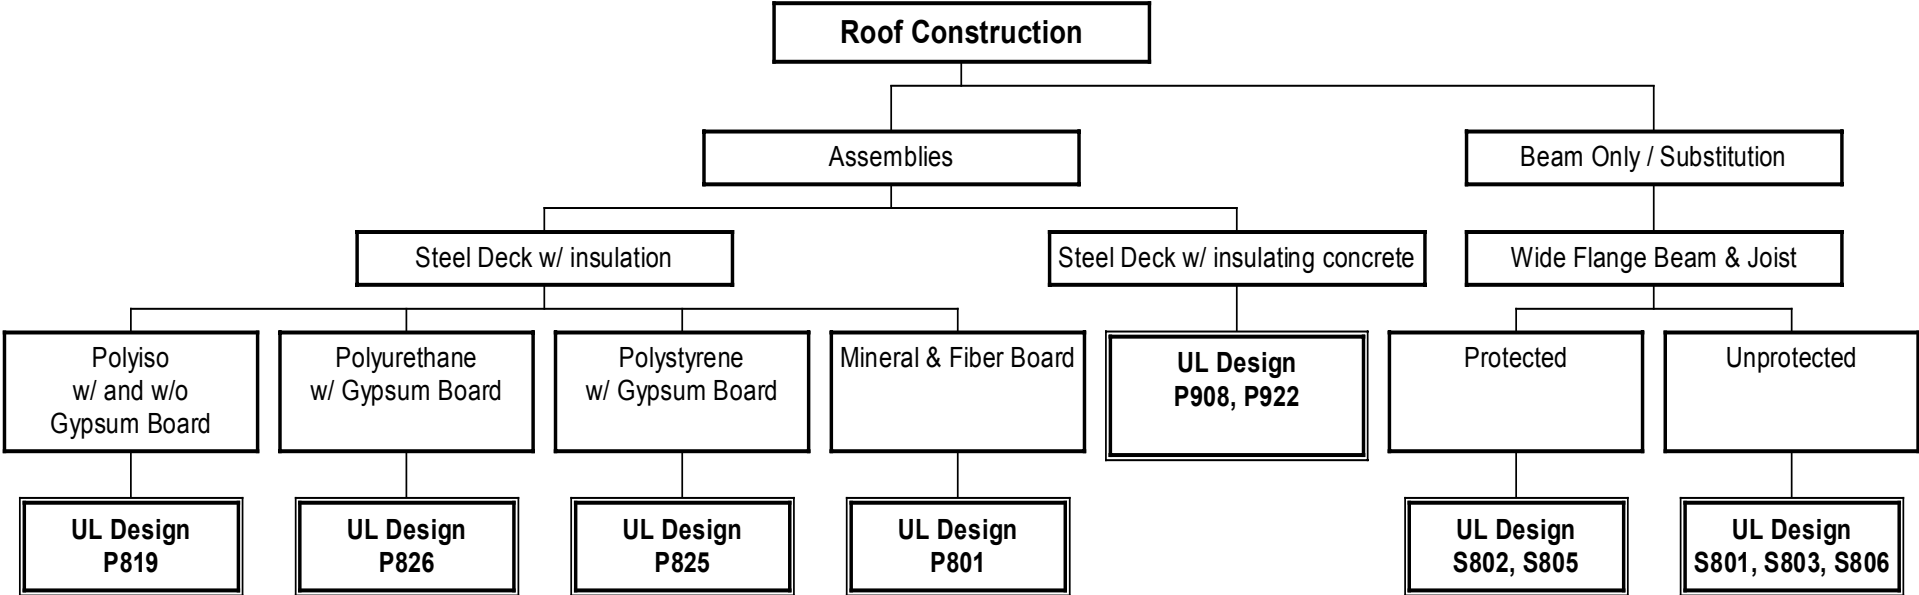 Roof Construction
Assemblies
Beam Only / Substitution
Steel Deck w/ insulation
Steel Deck w/ insulating concrete
Wide Flange Beam & Joist
Polyiso
w/ and w/o
Gypsum Board
Polyurethane
w/ Gypsum Board
Polystyrene
w/ Gypsum Board
Mineral & Fiber Board
UL Design
P908, P922
Protected
Unprotected
UL Design
P819
UL Design
P826
UL Design
P825
UL Design
P801
UL Design
S802, S805
UL Design
S801, S803, S806